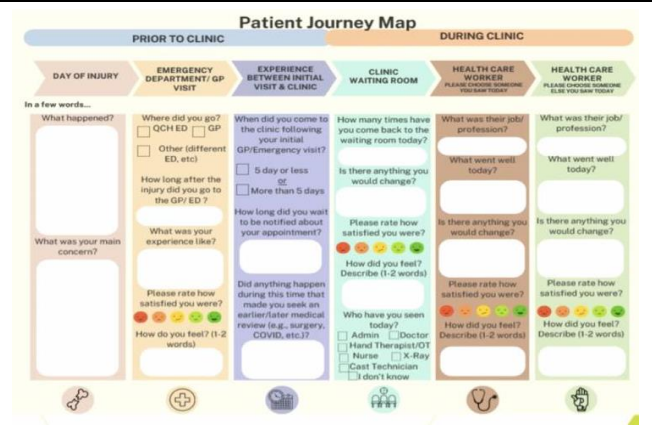 Patient Journey Map
PRIOR TO CLINIC
DURING CLINIC
DAY OF INJURY
EMERGENCY
DEPARTMENT/ GP
VISIT
EXPERIENCE
BETWEEN INITIAL
VISIT & CLINIC
CLINIC
WAITING ROOM
HEALTH CARE
WORKER
PLEASE CHOOSE SOMEONE
YOU SAW TODAY
HEALTH CARE
WORKER
PLEASE CHOOSE SOMEONE
ELSE YOU SAW TODAY
In a few words...
What happened?
What was your main
concern?
Where did you go?
QCH ED
GP
Other (different
ED, etc)
How long after the
injury did you go to
the GP/ ED ?
What was your
experience like?
Please rate how
satisfied you were?
How do you feel? (1-2
words)
When did you come to
the clinic following
your initial
GP/Emergency visit?
5 day or less
or
More than 5 days
How long did you wait
to be notified about
your appointment?
Did anything happen
during this time that
made you seek an
earlier/later medical
review (e.g., surgery,
COVID, etc.)?
How many times have
you come back to the
waiting room today?
Is there anything you
would change?
Please rate how
satisfied you were?
How did you feel?
Describe (1-2 words)
Who have you seen
today?
Admin
Doctor
Hand Therapist/OT
Nurse
X-Ray
Cast Technician
I don't know
What was their job/
profession?
What went well
today?
Is there anything you
would change?
Please rate how
satisfied you were?
How did you feel?
Describe (1-2 words)
What was their job/
profession?
What went well
today?
Is there anything you
would change?
Please rate how
satisfied you were?
How did you feel?
Describe (1-2 words)